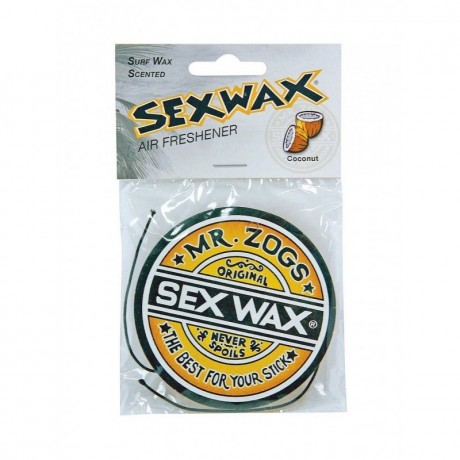 SURF WAX
SCENTED
SEXWAX
AIR FRESHENER
Coconut
MR. ZOGS
ORIGINAL
SEX WAX®
NEVER
SPOILS
THE BEST FOR YOUR STICK